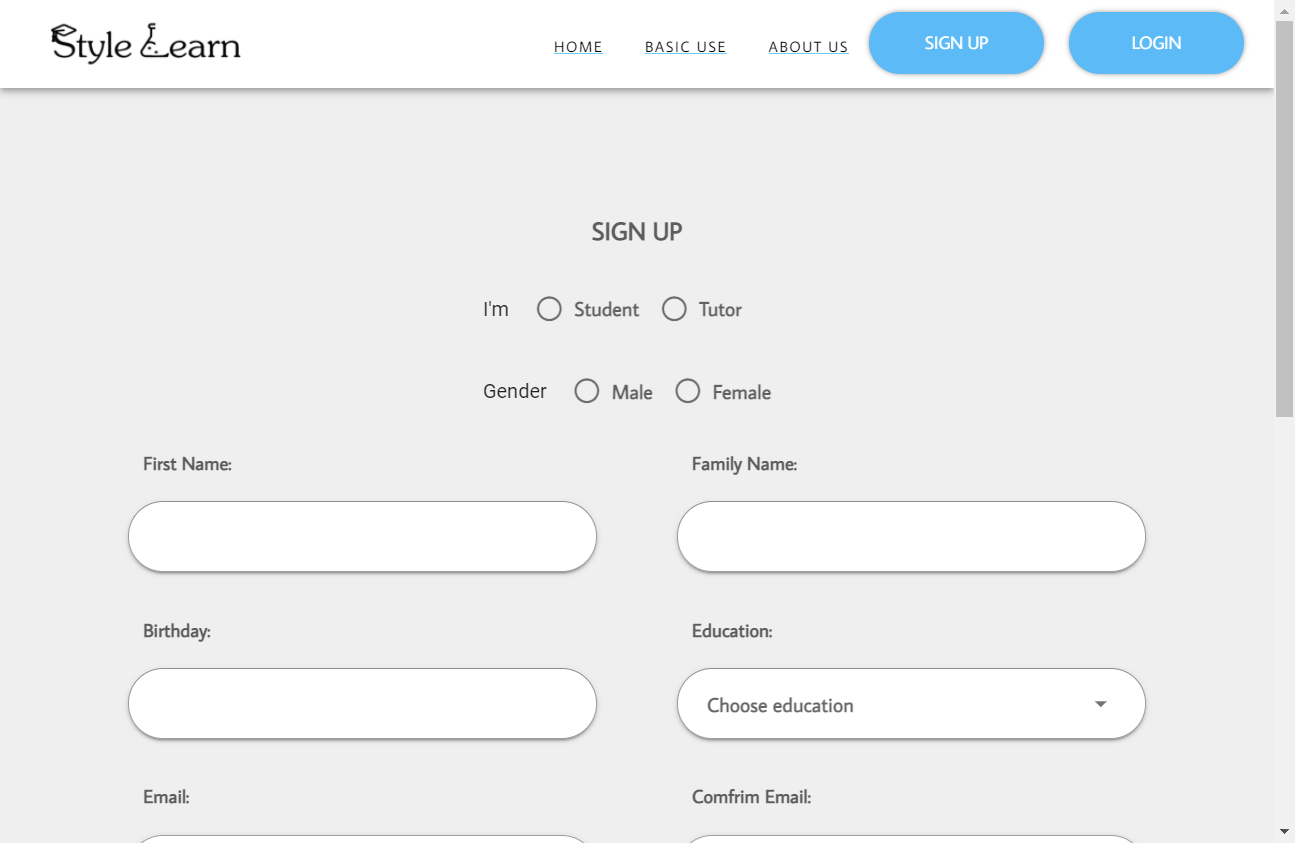 Style Learn
HOME BASIC USE ABOUT US SIGN UP LOGIN
SIGN UP
I'm Student Tutor
Gender Male Female
First Name: Family Name:
Birthday: Education:
Choose education
Email: Comfrim Email: